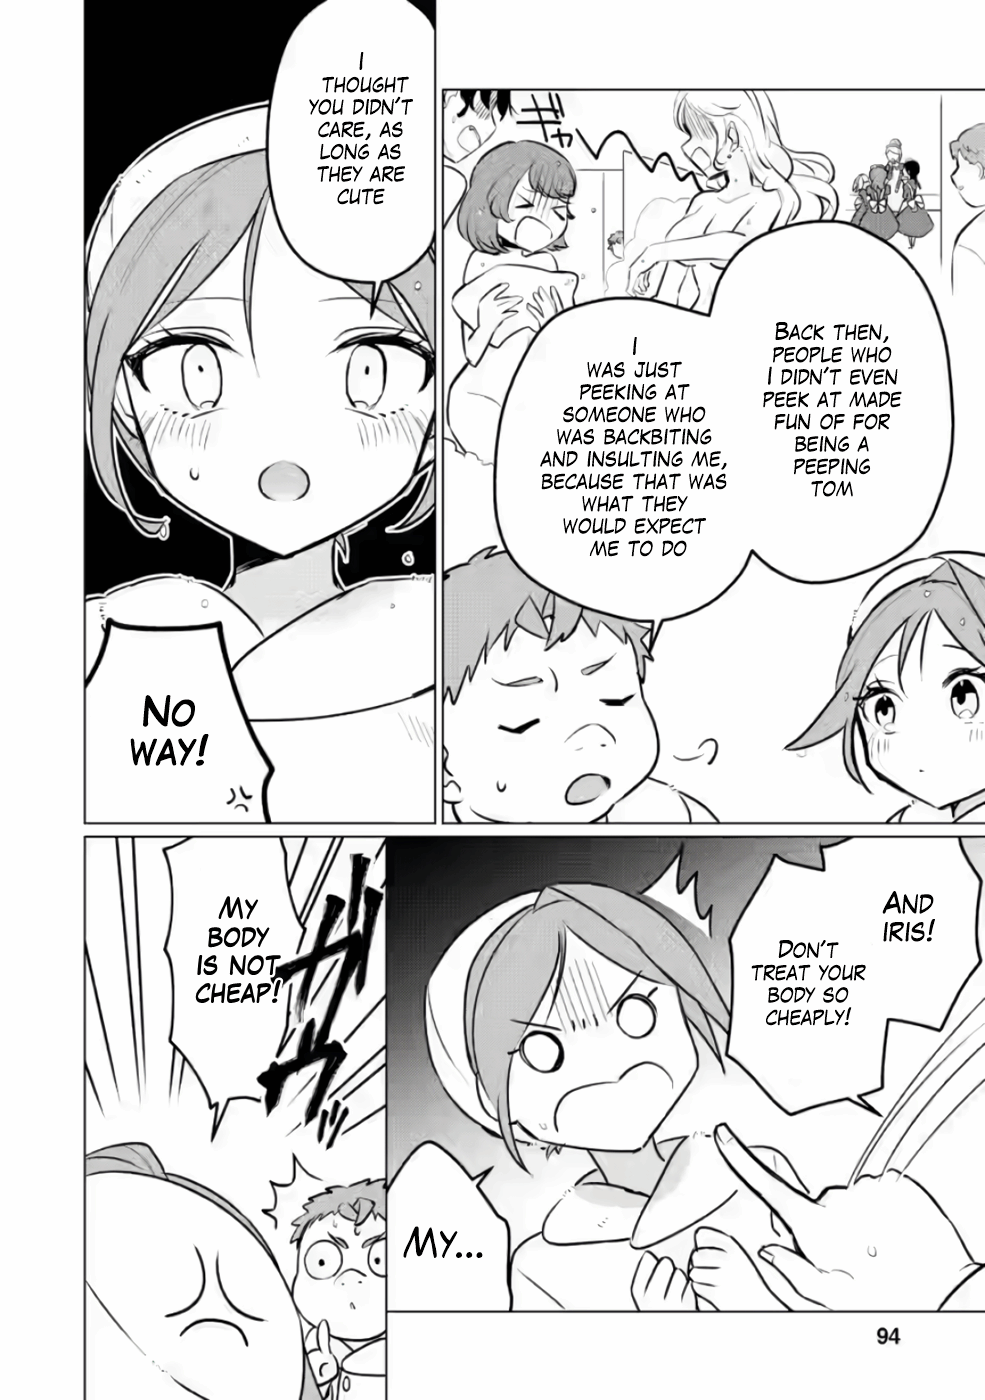 BACK THEN,
PEOPLE WHO
I DIDN'T EVEN
PEEK AT MADE
FUN OF FOR
BEING A
PEEPING
TOM
I
WAS JUST
PEEKING AT
SOMEONE WHO
WAS BACKBITING
AND INSULTING ME,
BECAUSE THAT WAS
WHAT THEY
WOULD EXPECT
ME TO DO
ギャ
I
THOUGHT
YOU DIDN'T
CARE, AS
LONG AS
THEY ARE
CUTE
NO
WAY!
AND
IRIS!
DON'T
TREAT YOUR
BODY SO
CHEAPLY!
MY...
MY
BODY
IS NOT
CHEAP!
94